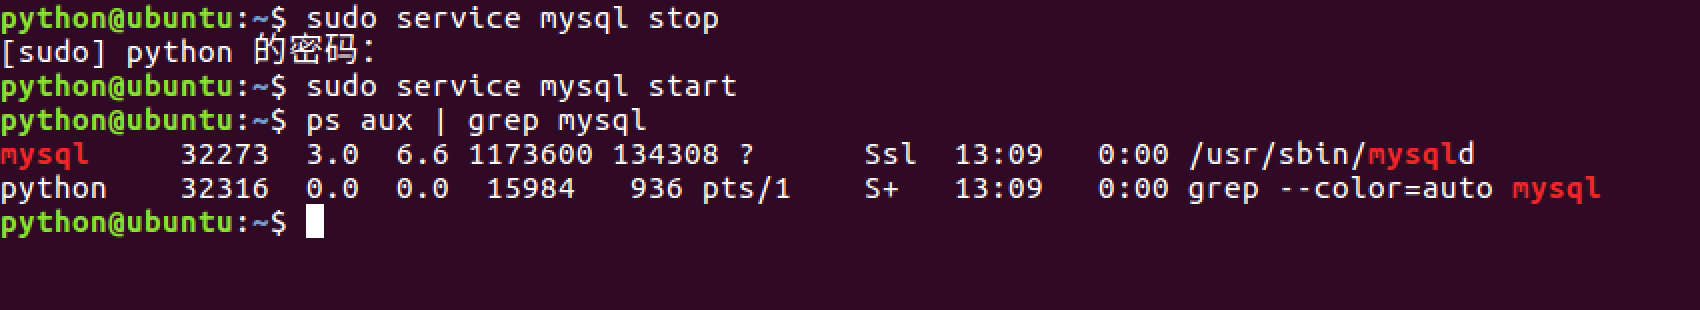 python@ubuntu:~$ sudo service mysql stop
[sudo] python 的密码：
python@ubuntu:~$ sudo service mysql start
python@ubuntu:~$ ps aux | grep mysql
mysql     32273  3.0  6.6 1173600 134308 ?      Ssl  13:09   0:00 /usr/sbin/mysqld
python    32316  0.0  0.0  15984   936 pts/1    S+   13:09   0:00 grep --color=auto mysql
python@ubuntu:~$